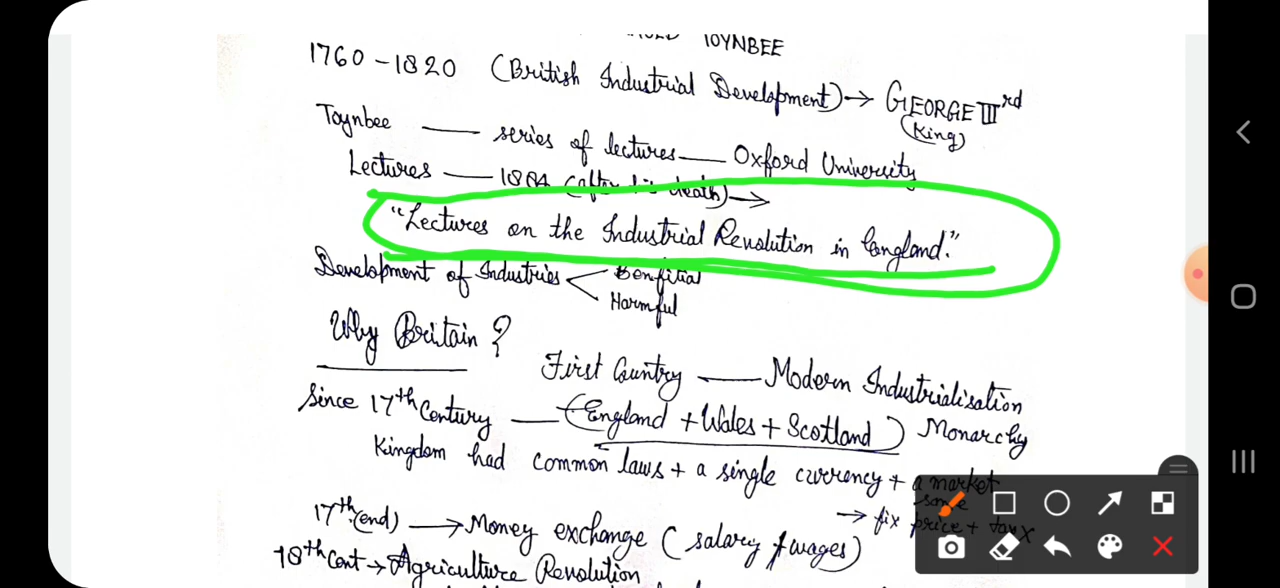 TOYNBEE
1760-1820 (British Industrial Development) → GEORGE III rd
(King)
Toynbee — series of lectures — Oxford University
Lectures — 1884 (after his death) →
"Lectures on the Industrial Revolution in England."
Development of Industries < Benfitial
Harmful
Why Britain ?
First Country — Modern Industrialisation
Since 17th Century — (England + Wales + Scotland) Monarchy
Kingdom had common laws + a single currency + a market
→ fix price + tax
17th (end) → Money exchange (salary / wages)
18th Cent → Agriculture Revolution